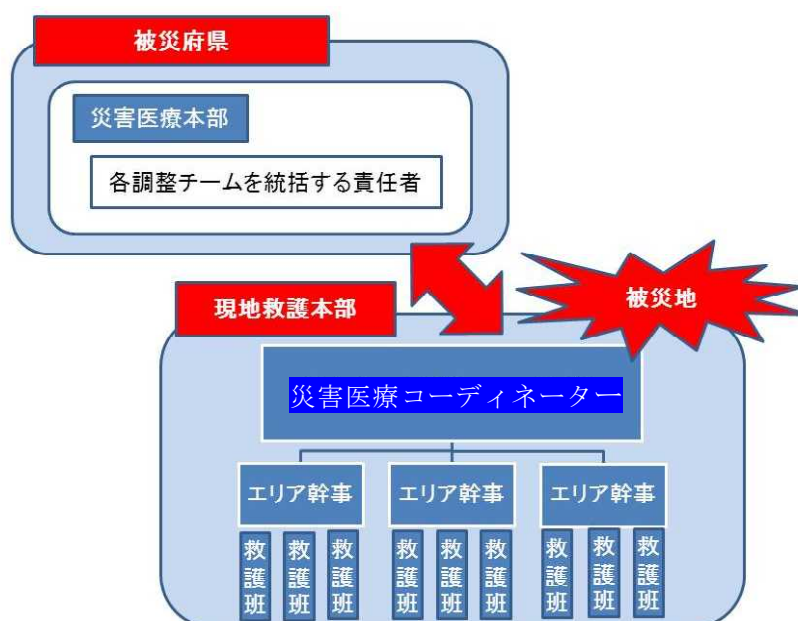 被災府県
災害医療本部
各調整チームを統括する責任者
被災地
現地救護本部
災害医療コーディネーター
エリア幹事
エリア幹事
エリア幹事
救護班
救護班
救護班
救護班
救護班
救護班
救護班
救護班
救護班